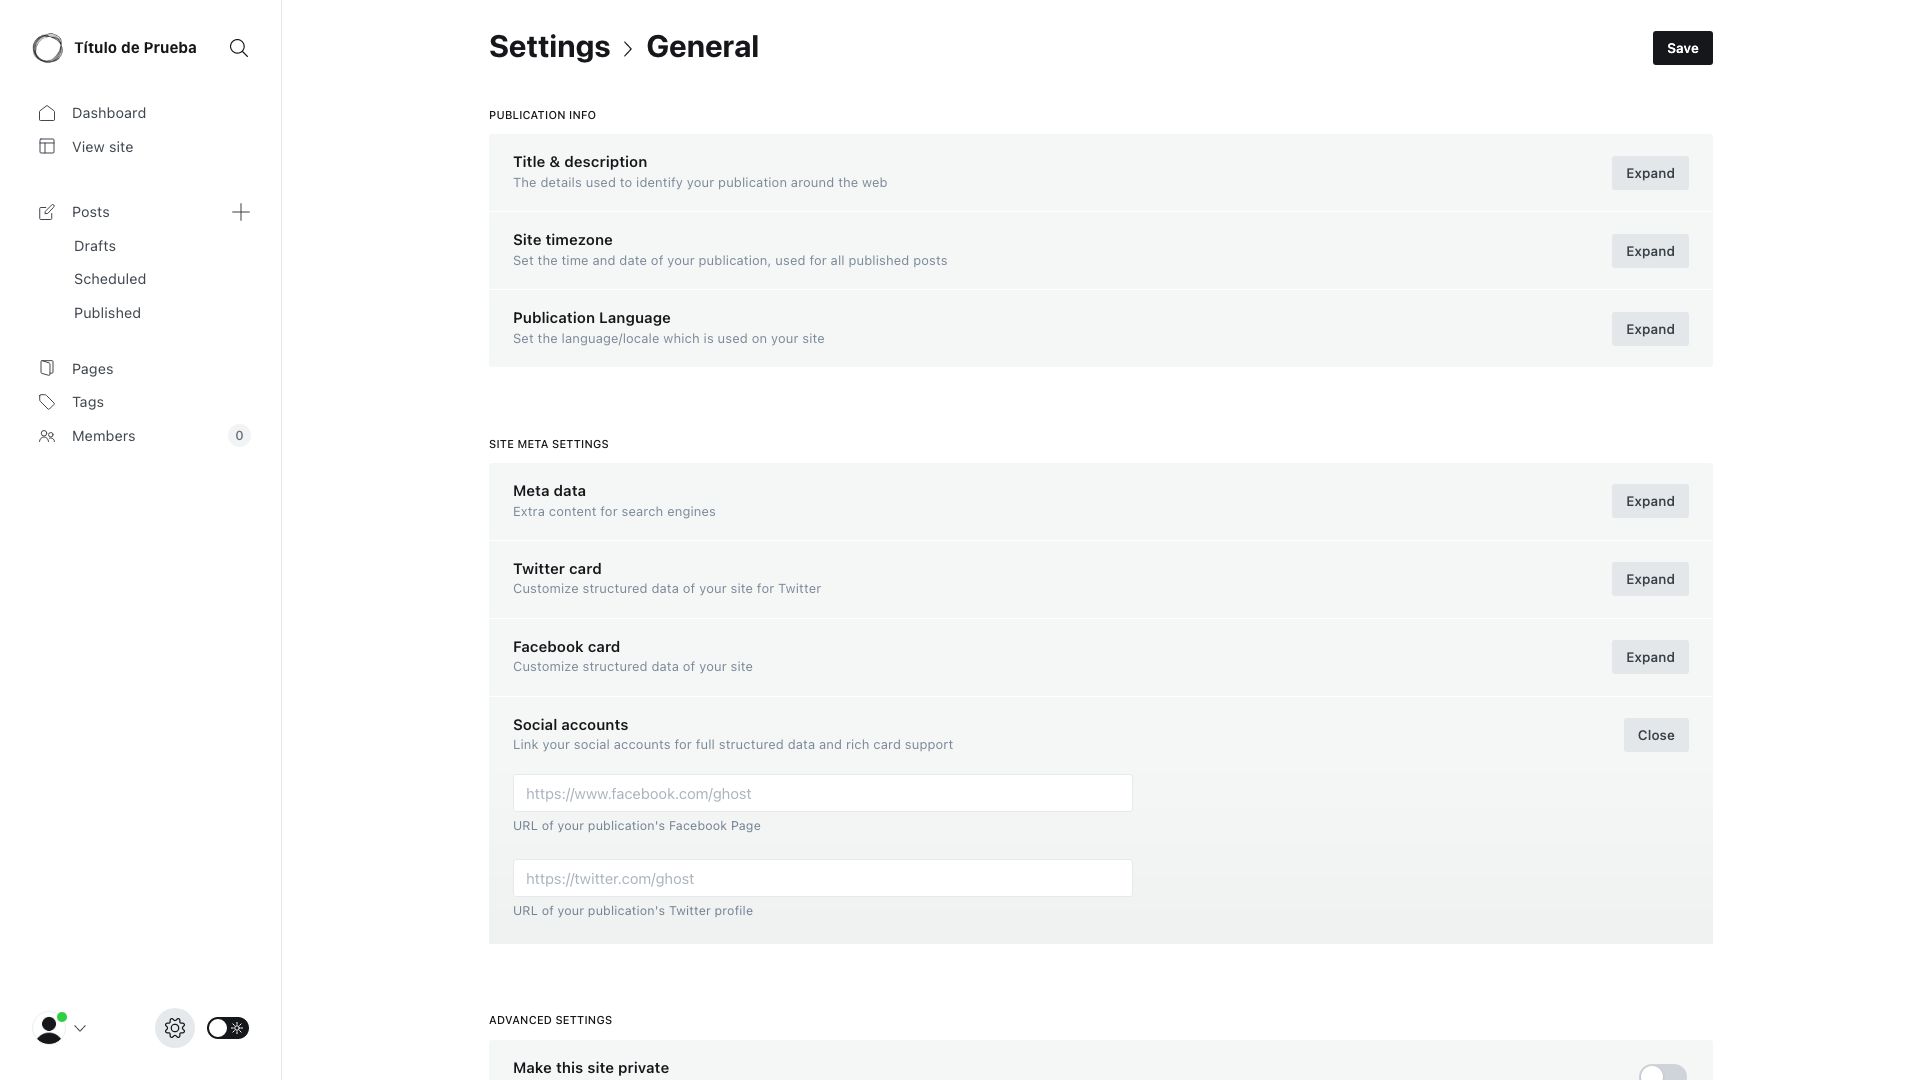 Título de Prueba
Dashboard
View site
Posts
Drafts
Scheduled
Published
Pages
Tags
Members 0
Settings > General
Save
PUBLICATION INFO
Title & description
The details used to identify your publication around the web
Expand
Site timezone
Set the time and date of your publication, used for all published posts
Expand
Publication Language
Set the language/locale which is used on your site
Expand
SITE META SETTINGS
Meta data
Extra content for search engines
Expand
Twitter card
Customize structured data of your site for Twitter
Expand
Facebook card
Customize structured data of your site
Expand
Social accounts
Link your social accounts for full structured data and rich card support
Close
https://www.facebook.com/ghost
URL of your publication's Facebook Page
https://twitter.com/ghost
URL of your publication's Twitter profile
ADVANCED SETTINGS
Make this site private